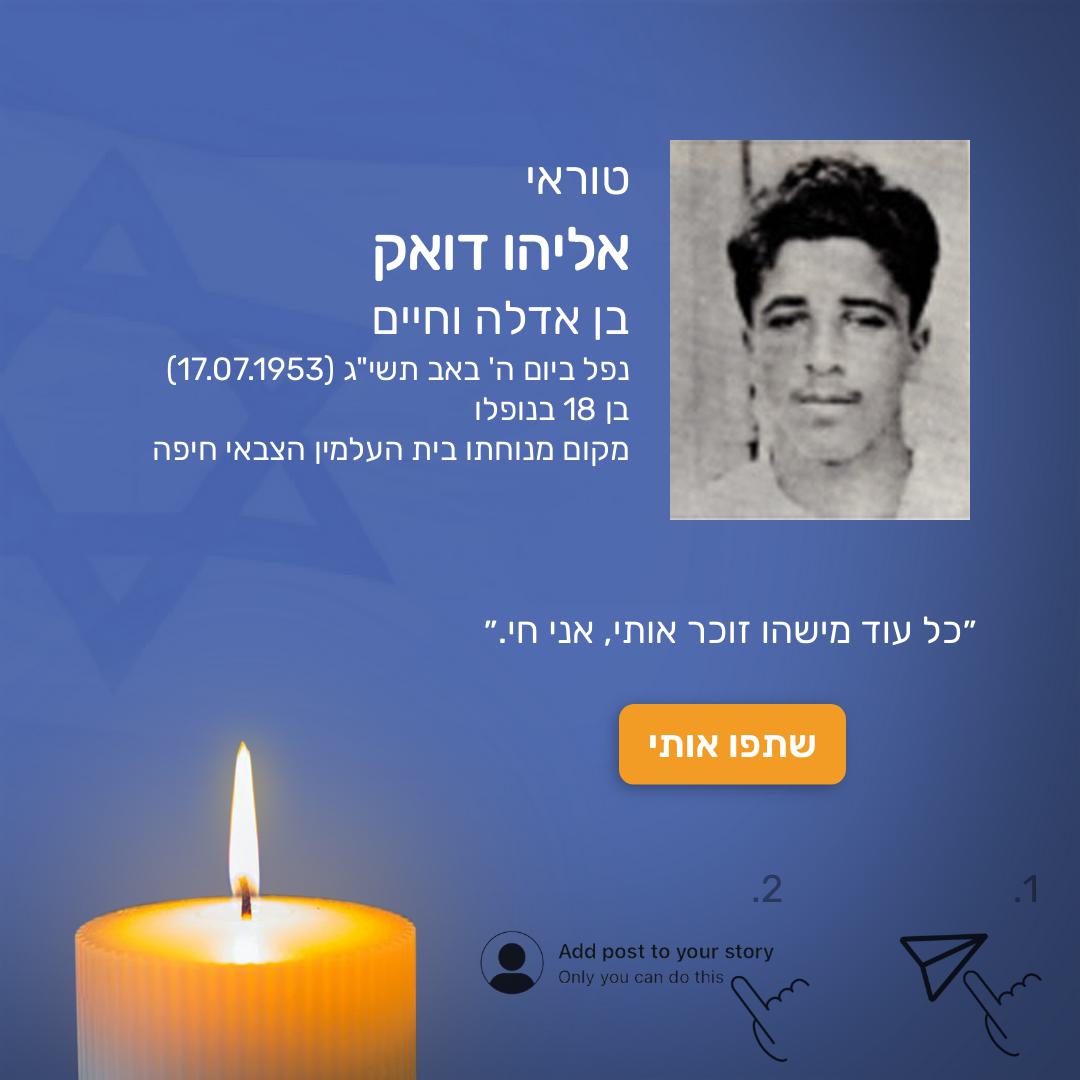 טוראי
אליהו דואק
בן אדלה וחיים
נפל ביום ה' באב תשי"ג (17.07.1953)
בן 18 בנופלו
מקום מנוחתו בית העלמין הצבאי חיפה
״כל עוד מישהו זוכר אותי, אני חי.״
שתפו אותי
1.
2.
Add post to your story
Only you can do this